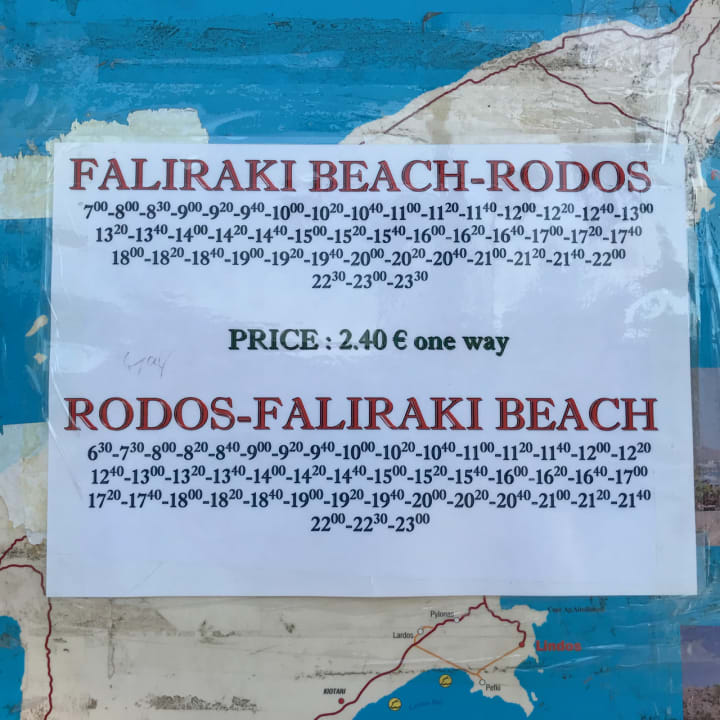 FALIRAKI BEACH-RODOS
7⁰⁰-8⁰⁰-8³⁰-9⁰⁰-9²⁰-9⁴⁰-10⁰⁰-10²⁰-10⁴⁰-11⁰⁰-11²⁰-11⁴⁰-12⁰⁰-12²⁰-12⁴⁰-13⁰⁰
13²⁰-13⁴⁰-14⁰⁰-14²⁰-14⁴⁰-15⁰⁰-15²⁰-15⁴⁰-16⁰⁰-16²⁰-16⁴⁰-17⁰⁰-17²⁰-17⁴⁰
18⁰⁰-18²⁰-18⁴⁰-19⁰⁰-19²⁰-19⁴⁰-20⁰⁰-20²⁰-20⁴⁰-21⁰⁰-21²⁰-21⁴⁰-22⁰⁰
22³⁰-23⁰⁰-23³⁰
PRICE : 2.40 € one way
RODOS-FALIRAKI BEACH
6³⁰-7³⁰-8⁰⁰-8²⁰-8⁴⁰-9⁰⁰-9²⁰-9⁴⁰-10⁰⁰-10²⁰-10⁴⁰-11⁰⁰-11²⁰-11⁴⁰-12⁰⁰-12²⁰
12⁴⁰-13⁰⁰-13²⁰-13⁴⁰-14⁰⁰-14²⁰-14⁴⁰-15⁰⁰-15²⁰-15⁴⁰-16⁰⁰-16²⁰-16⁴⁰-17⁰⁰
17²⁰-17⁴⁰-18⁰⁰-18²⁰-18⁴⁰-19⁰⁰-19²⁰-19⁴⁰-20⁰⁰-20²⁰-20⁴⁰-21⁰⁰-21²⁰-21⁴⁰
22⁰⁰-22³⁰-23⁰⁰
Pylonas
Lardos
Lindos
Pefki
KIOTARI